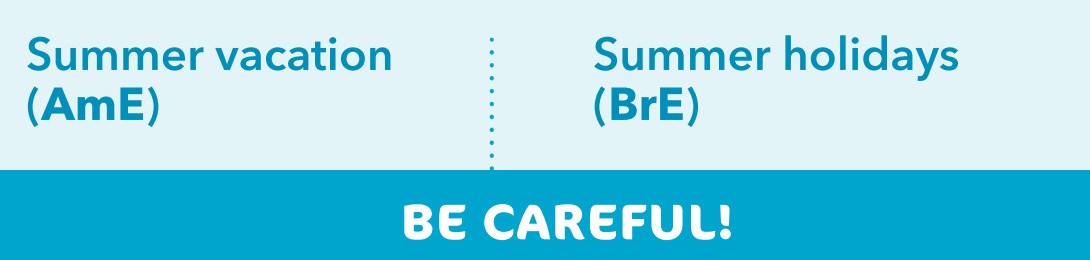 Summer vacation
(AmE)
Summer holidays
(BrE)
BE CAREFUL!